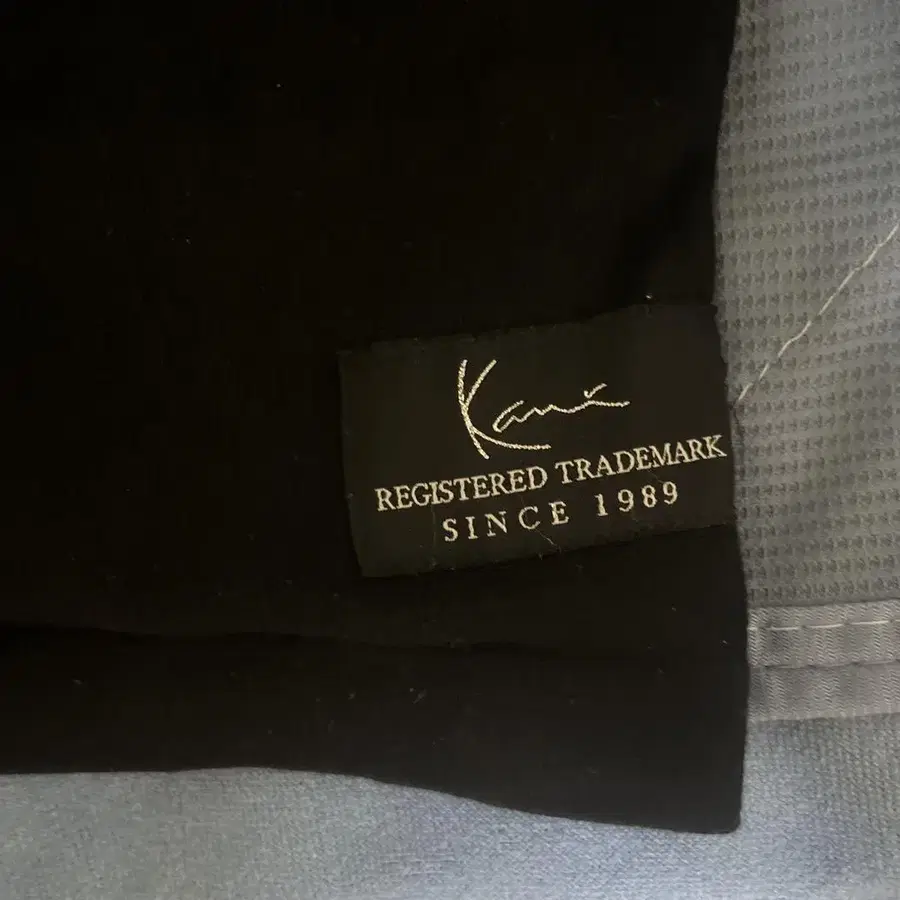 Kani
REGISTERED TRADEMARK
SINCE 1989